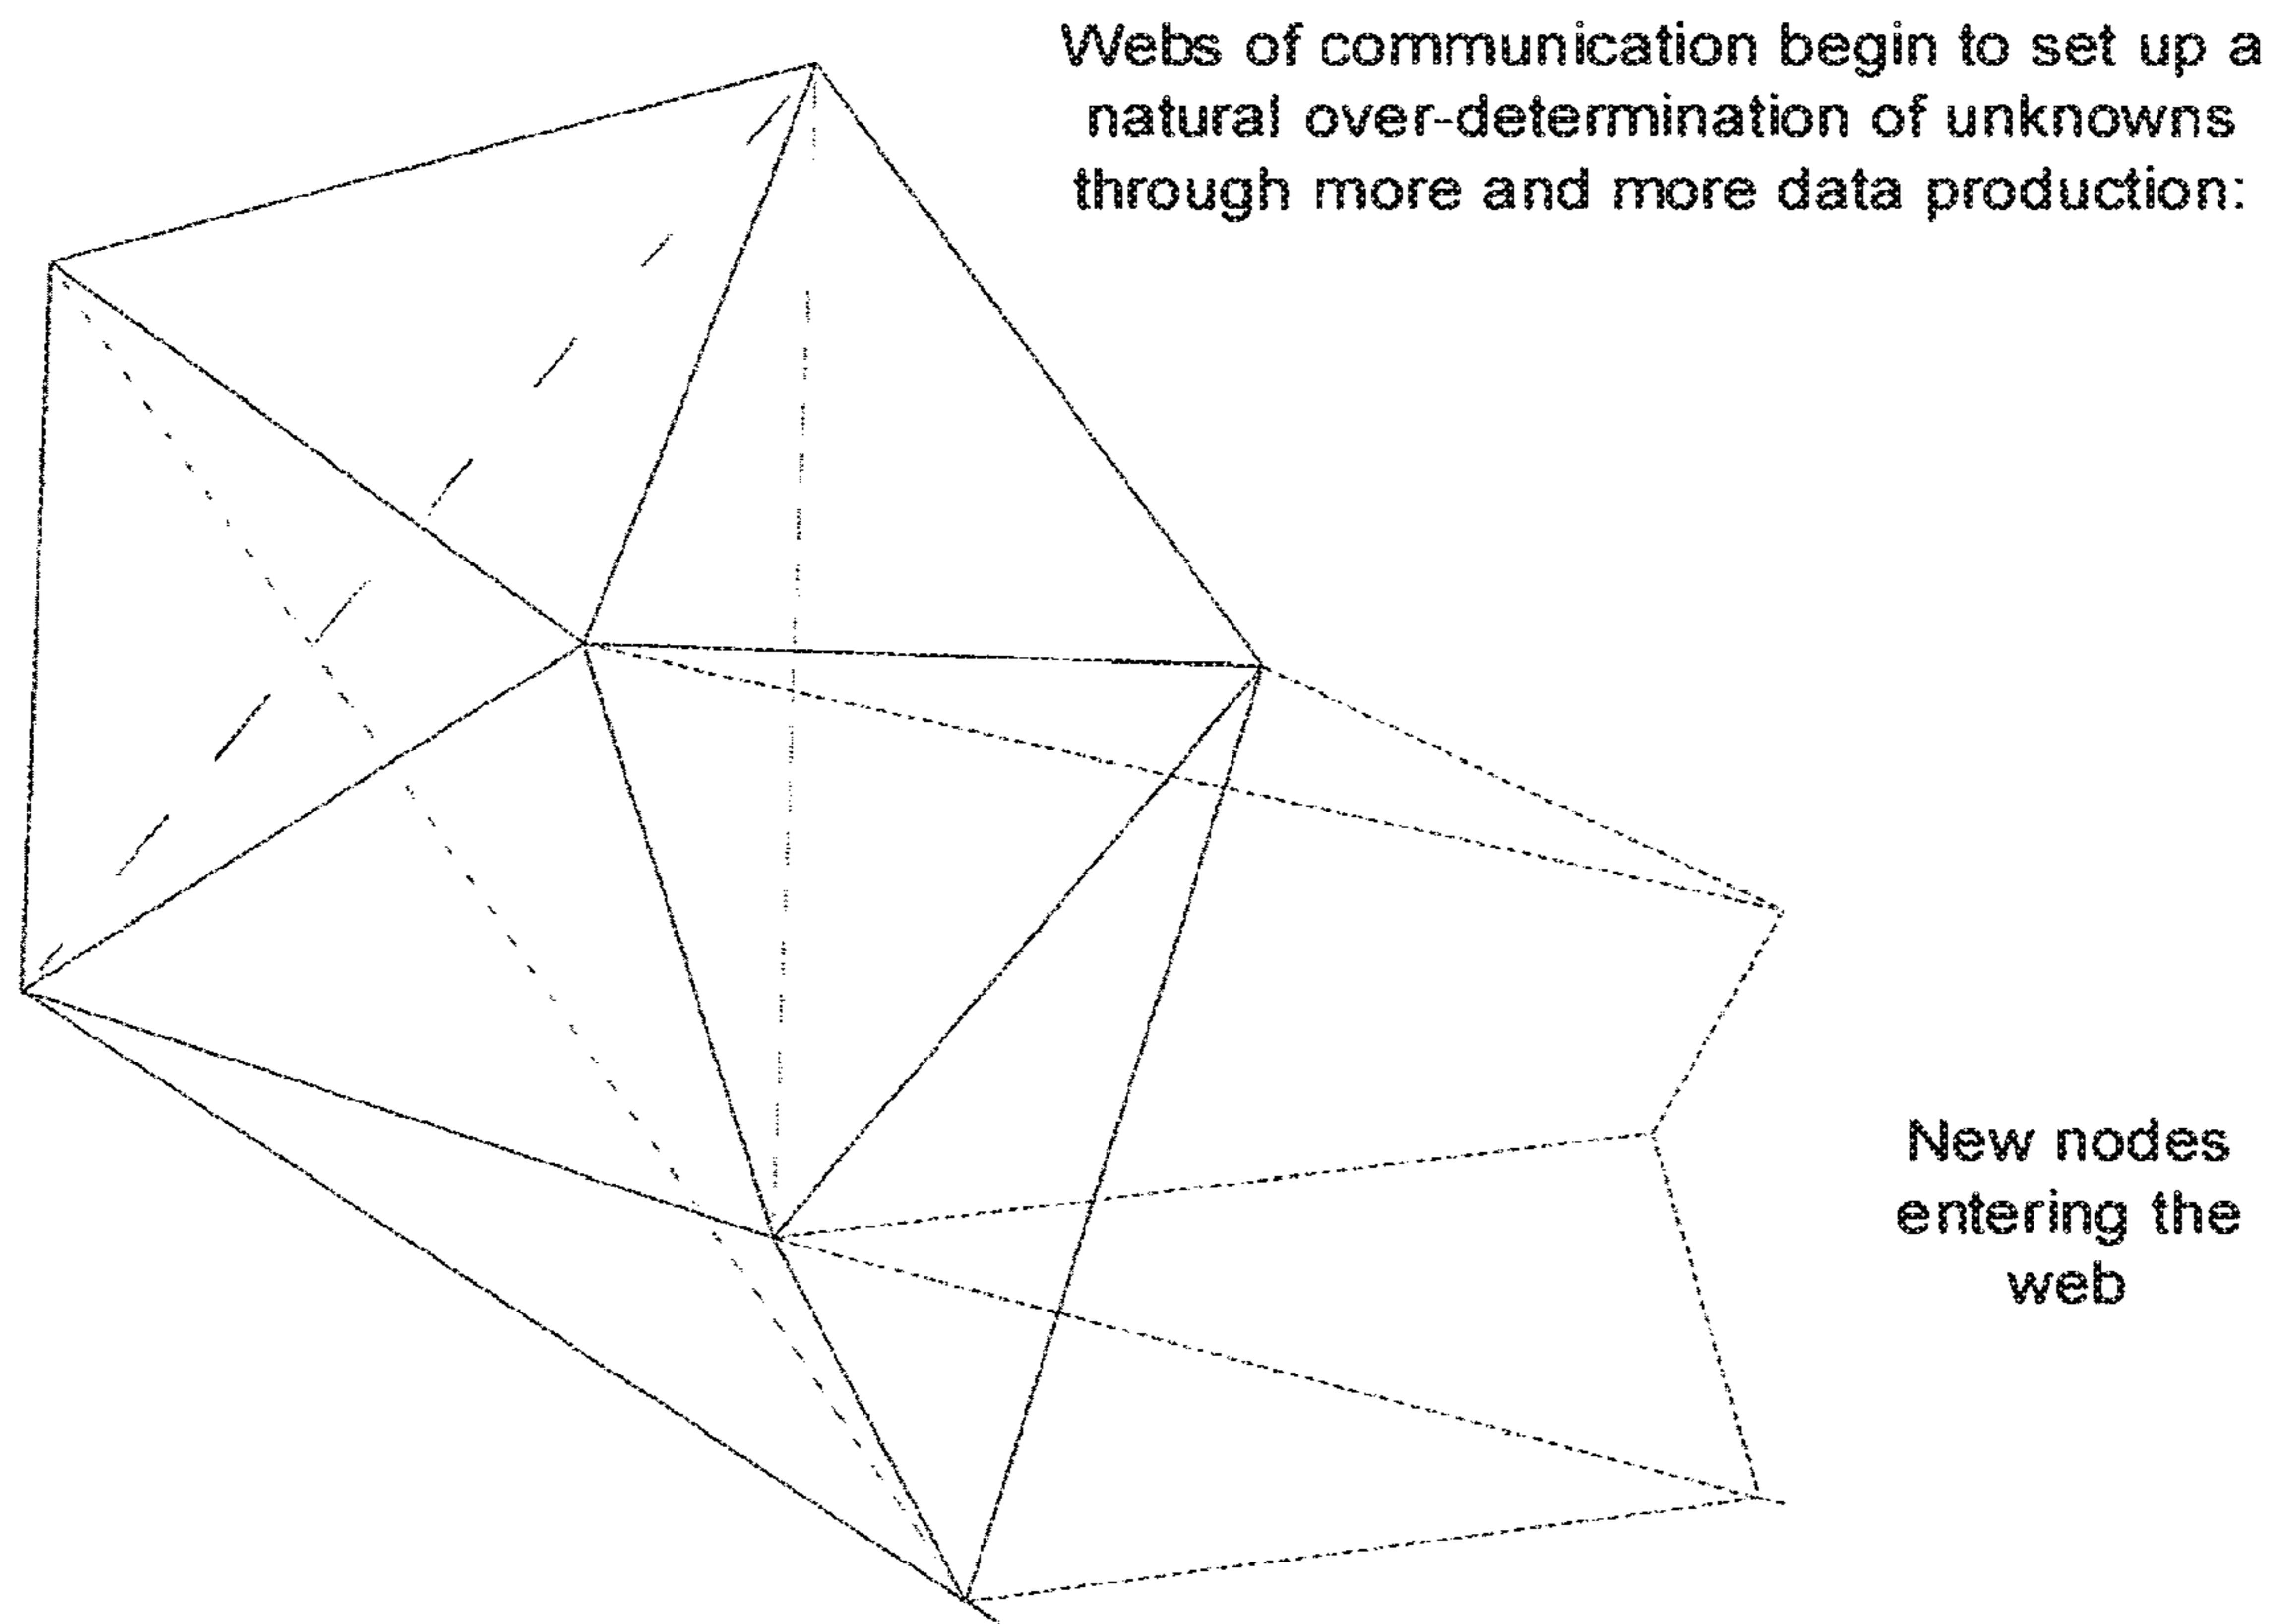 Webs of communication begin to set up a
natural over-determination of unknowns
through more and more data production:
New nodes
entering the
web